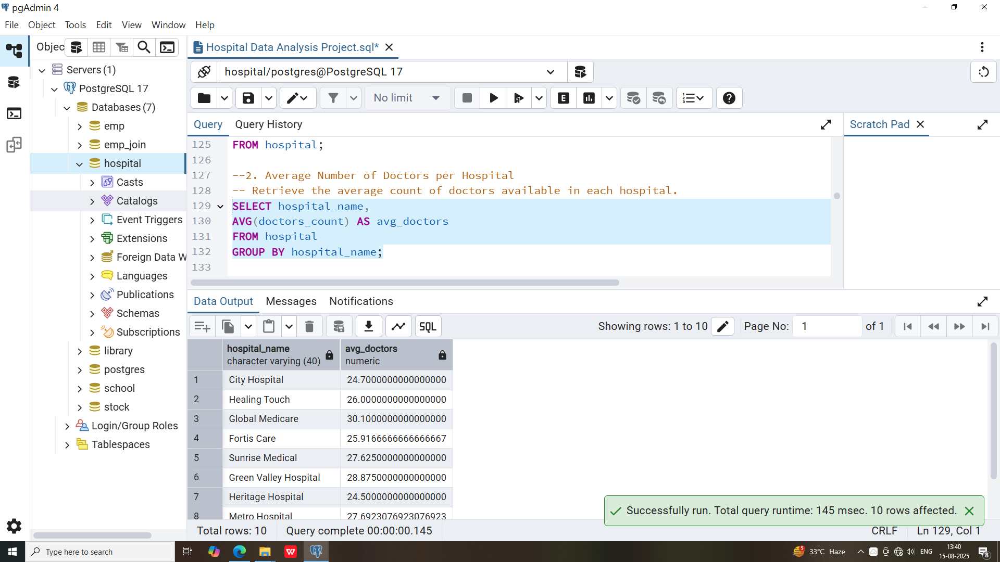 pgAdmin 4
File Object Tools Edit View Window Help
Objec
Servers (1)
PostgreSQL 17
Databases (7)
emp
emp_join
hospital
Casts
Catalogs
Event Triggers
Extensions
Foreign Data W
Languages
Publications
Schemas
Subscriptions
library
postgres
school
stock
Login/Group Roles
Tablespaces
Hospital Data Analysis Project.sql*
hospital/postgres@PostgreSQL 17
No limit
E
Query Query History
Scratch Pad
125 FROM hospital;
126
127 --2. Average Number of Doctors per Hospital
128 -- Retrieve the average count of doctors available in each hospital.
129 SELECT hospital_name,
130 AVG(doctors_count) AS avg_doctors
131 FROM hospital
132 GROUP BY hospital_name;
133
Data Output Messages Notifications
SQL Showing rows: 1 to 10 Page No: 1 of 1
hospital_name avg_doctors
character varying (40) numeric
1 City Hospital 24.7000000000000000
2 Healing Touch 26.0000000000000000
3 Global Medicare 30.1000000000000000
4 Fortis Care 25.9166666666666667
5 Sunrise Medical 27.6250000000000000
6 Green Valley Hospital 28.8750000000000000
7 Heritage Hospital 24.5000000000000000
8 Metro Hospital 27.6923076923076923
Successfully run. Total query runtime: 145 msec. 10 rows affected.
Total rows: 10 Query complete 00:00:00.145 CRLF Ln 129, Col 1
Type here to search
W
5
33°C Haze
ENG
13:40
15-08-2025
8